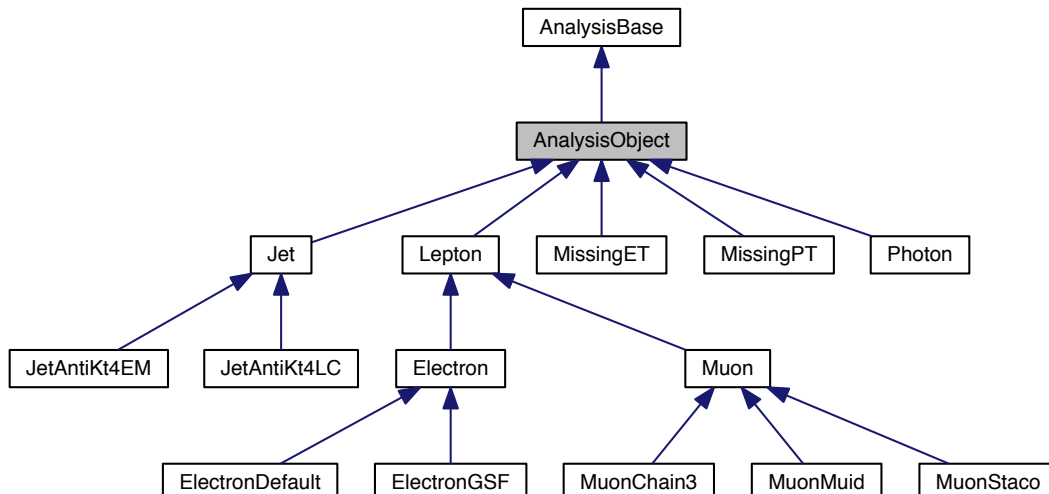 AnalysisBase
AnalysisObject
Jet
Lepton
MissingET
MissingPT
Photon
JetAntiKt4EM
JetAntiKt4LC
Electron
Muon
ElectronDefault
ElectronGSF
MuonChain3
MuonMuid
MuonStaco